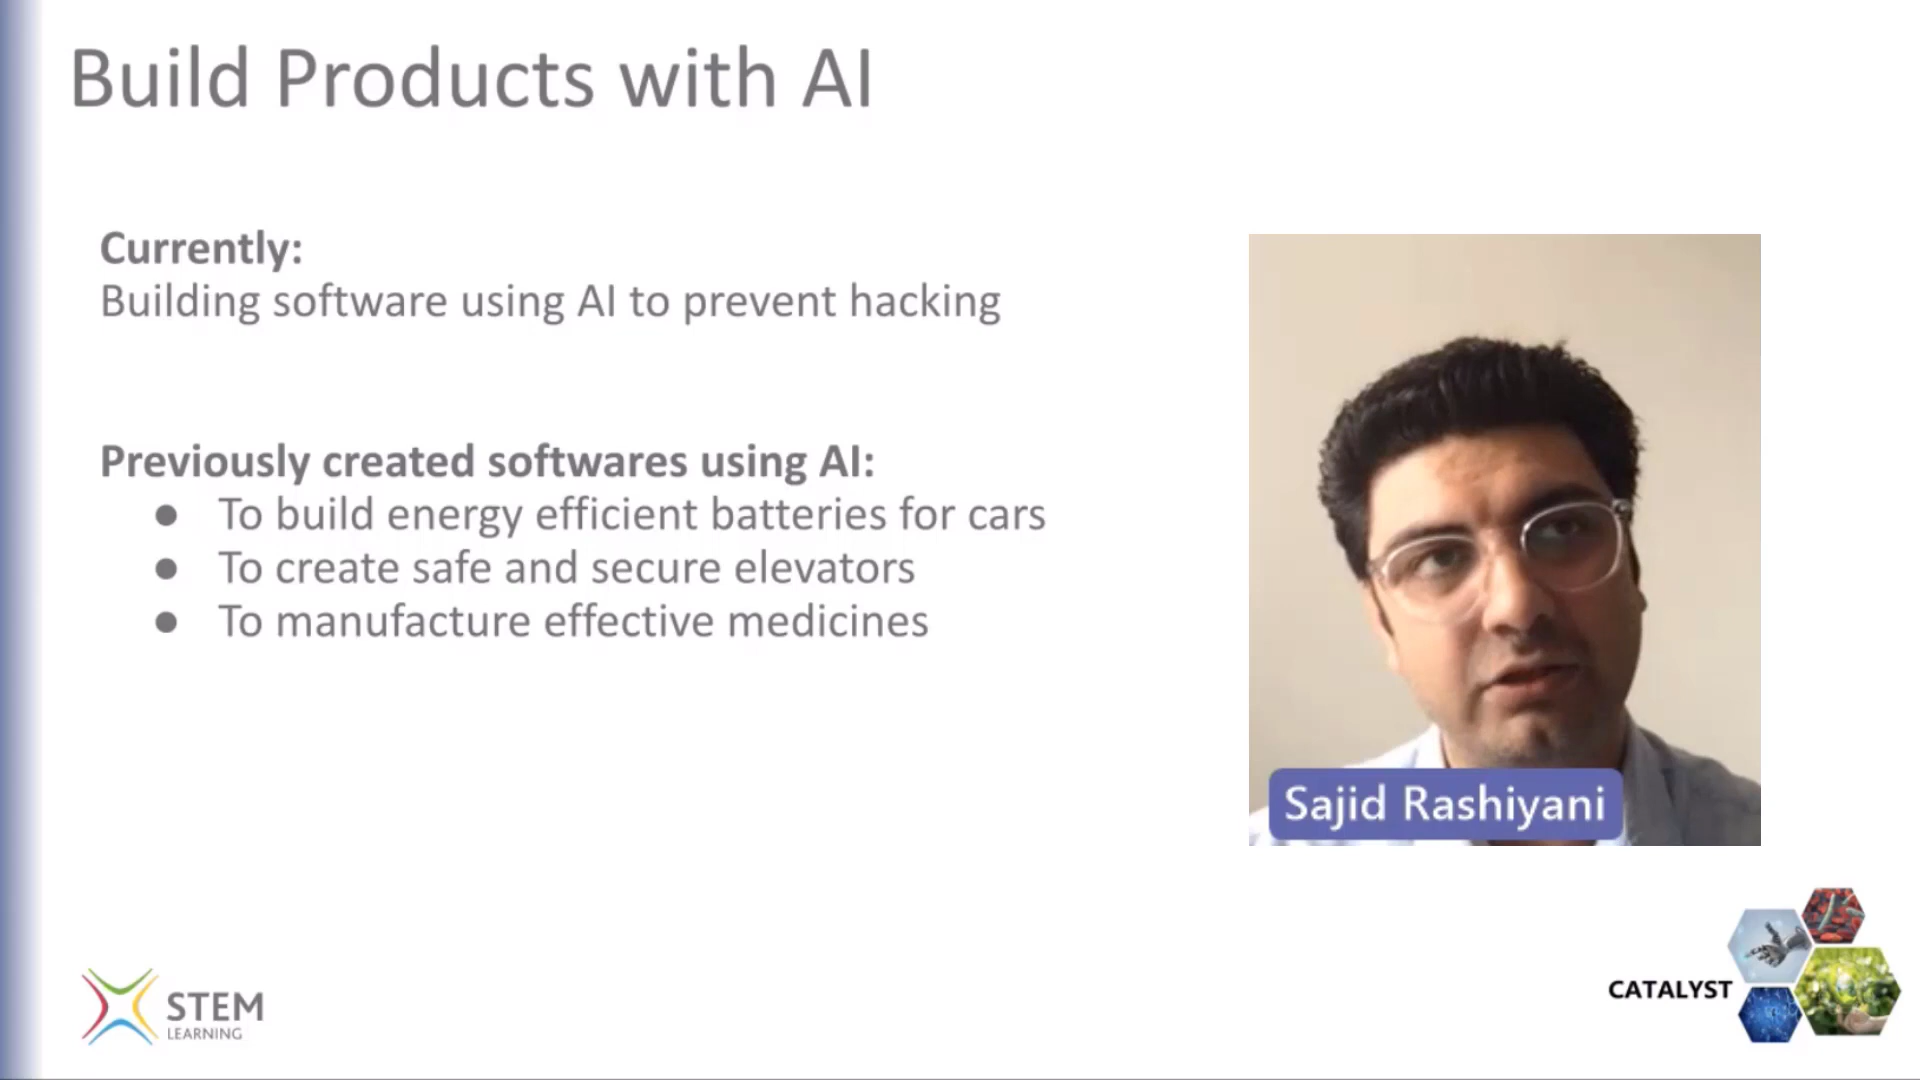 Build Products with AI
Currently:
Building software using AI to prevent hacking
Previously created softwares using AI:
● To build energy efficient batteries for cars
● To create safe and secure elevators
● To manufacture effective medicines
Sajid Rashiyani
STEM
LEARNING
CATALYST